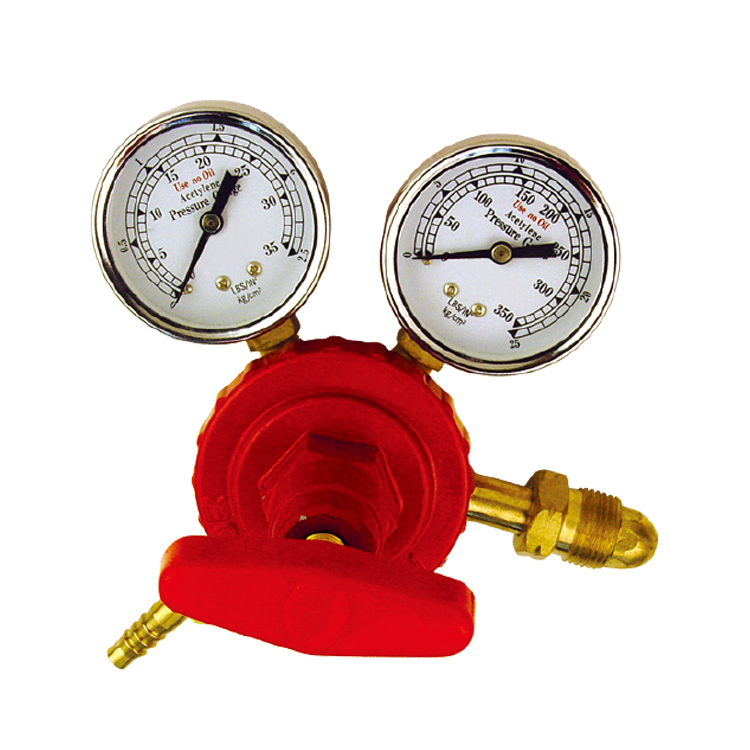 0 0.5 1 1.5 2 2.5
5 10 15 20 25 30 35
Use no Oil
Acetylene
Pressure Gauge
LBS/IN²
kg/cm²
0 5 10 15 20 25
50 100 150 200 250 300 350
Use no Oil
Acetylene
Pressure
LBS/IN²
kg/cm²